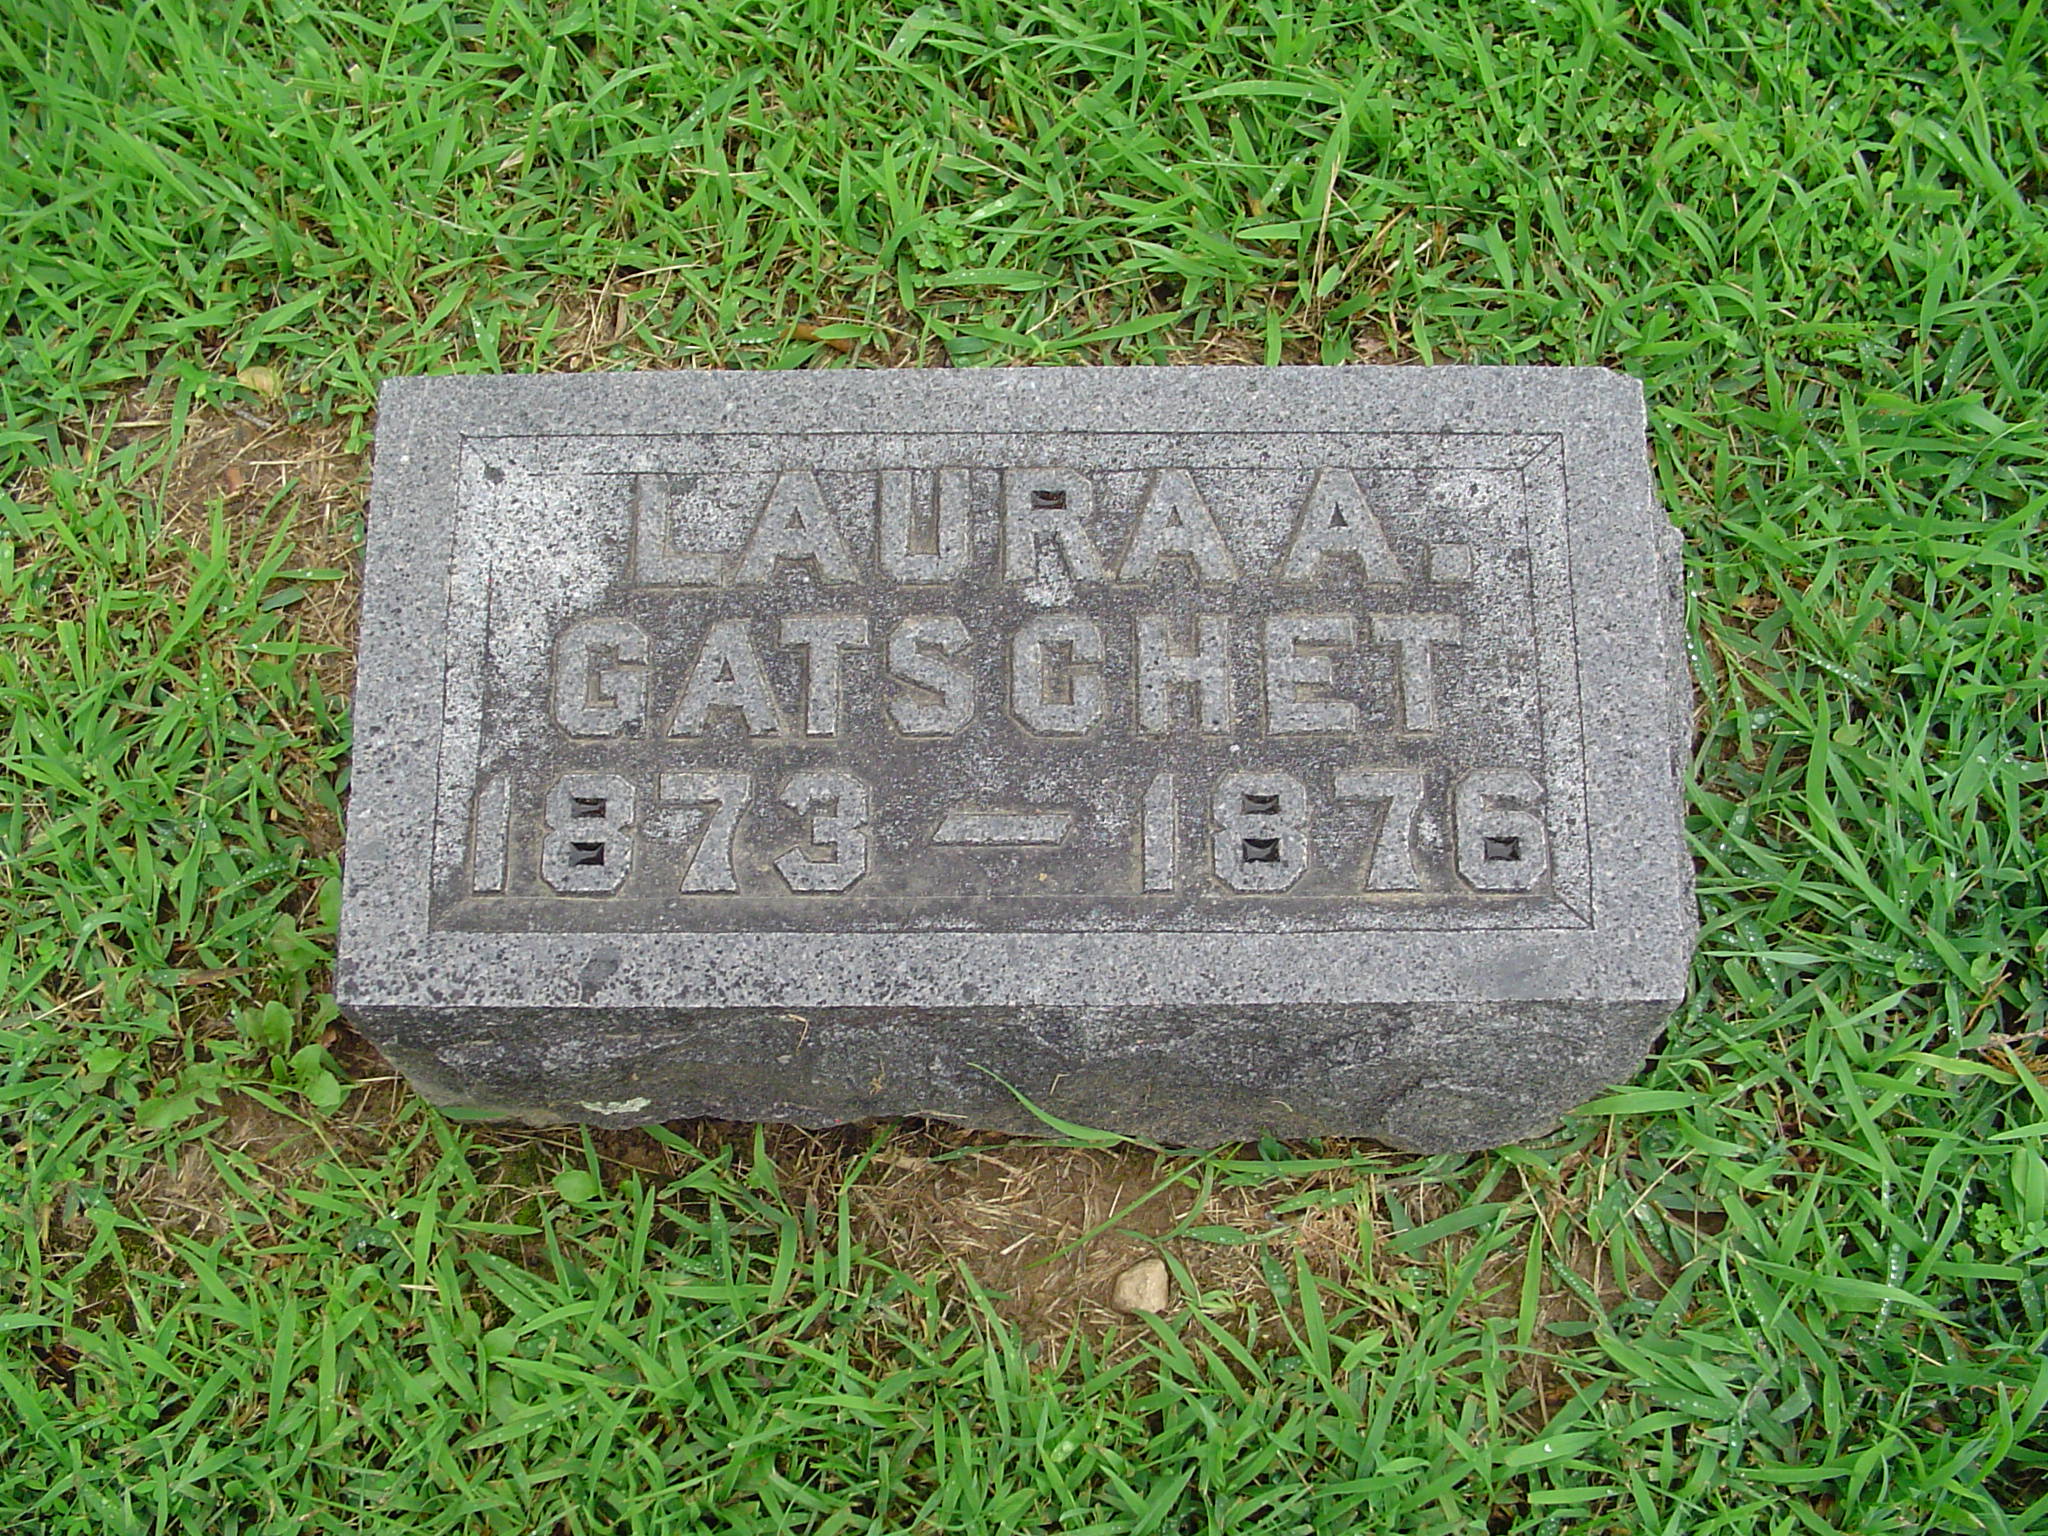 LAURA A.
GATSCHET
1873 — 1876